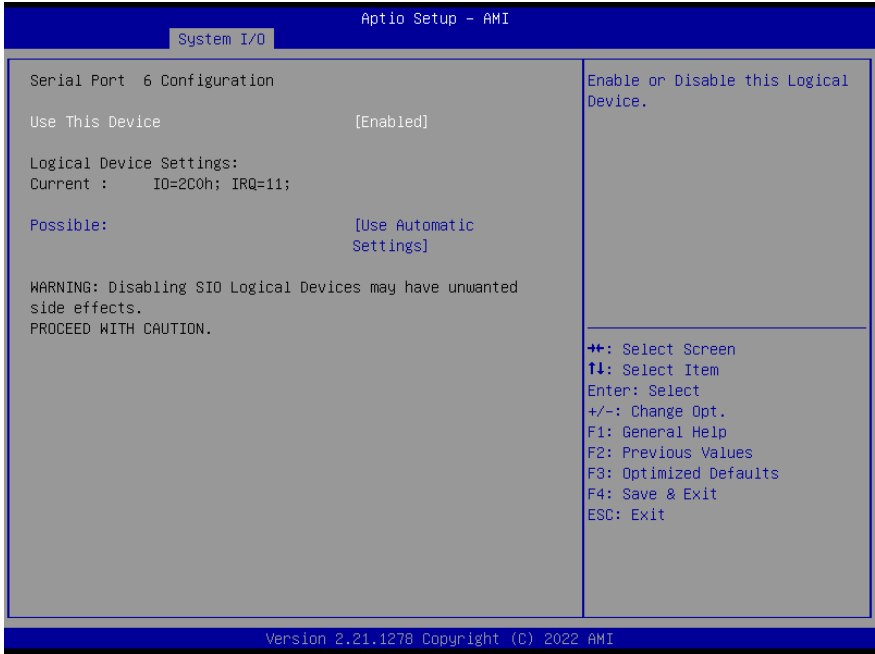 Aptio Setup – AMI
System I/O
Serial Port  6 Configuration
Use This Device [Enabled]
Logical Device Settings:
Current :     IO=2C0h; IRQ=11;
Possible: [Use Automatic
Settings]
WARNING: Disabling SIO Logical Devices may have unwanted
side effects.
PROCEED WITH CAUTION.
Enable or Disable this Logical
Device.
→←: Select Screen
↑↓: Select Item
Enter: Select
+/-: Change Opt.
F1: General Help
F2: Previous Values
F3: Optimized Defaults
F4: Save & Exit
ESC: Exit
Version 2.21.1278 Copyright (C) 2022 AMI